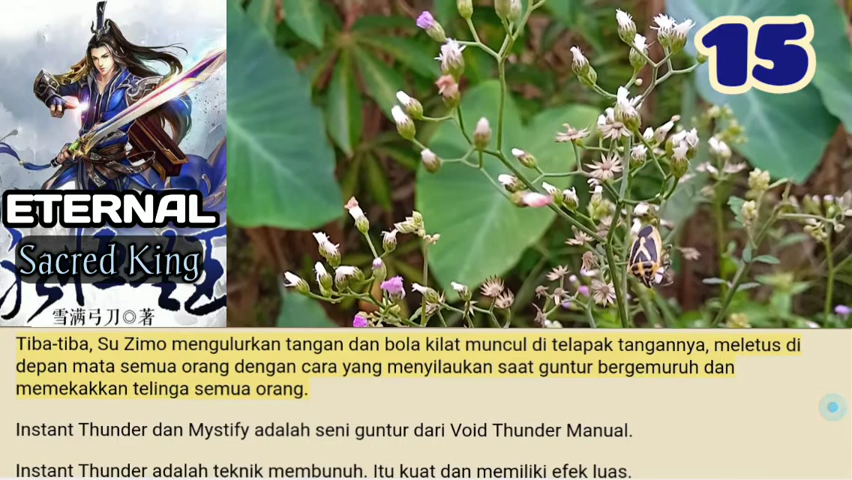 15
ETERNAL
Sacred King
雪满弓刀◎著
Tiba-tiba, Su Zimo mengulurkan tangan dan bola kilat muncul di telapak tangannya, meletus di
depan mata semua orang dengan cara yang menyilaukan saat guntur bergemuruh dan
memekakkan telinga semua orang.
Instant Thunder dan Mystify adalah seni guntur dari Void Thunder Manual.
Instant Thunder adalah teknik membunuh. Itu kuat dan memiliki efek luas.